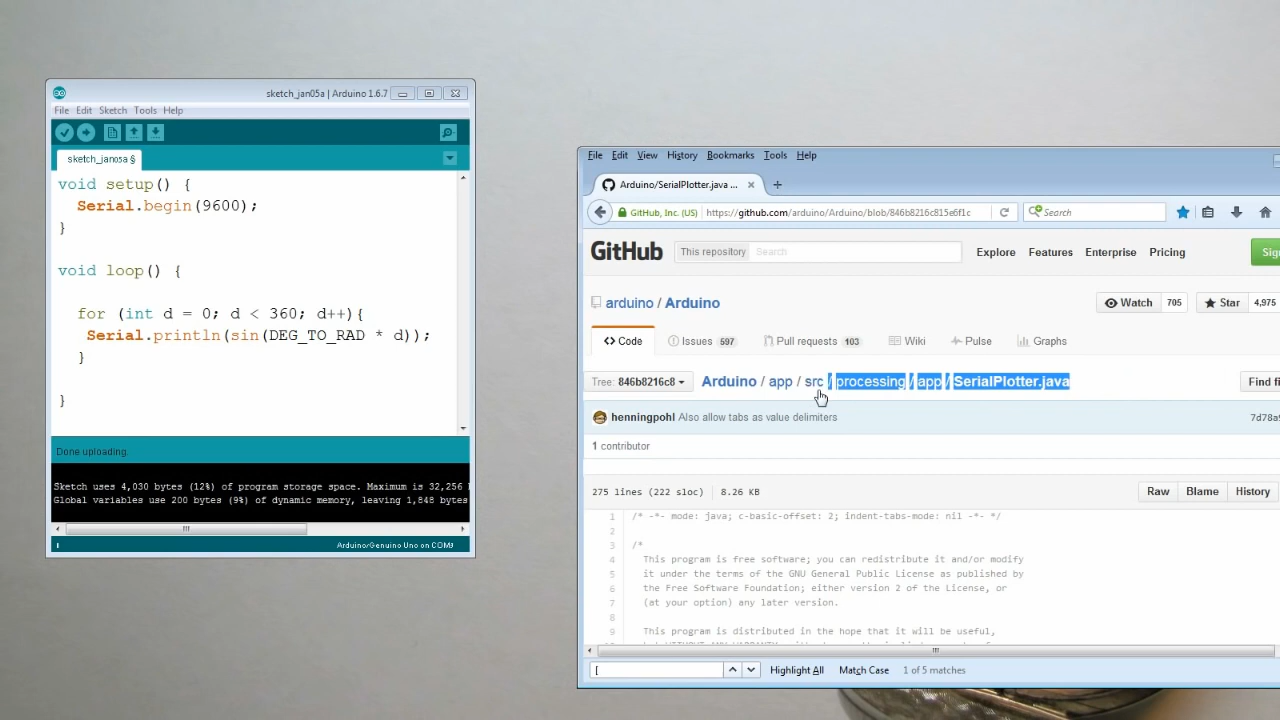 sketch_jan05a | Arduino 1.6.7
File Edit Sketch Tools Help
sketch_jan05a §
void setup() {
Serial.begin(9600);
}
void loop() {
for (int d = 0; d < 360; d++){
Serial.println(sin(DEG_TO_RAD * d));
}
}
Done uploading.
Sketch uses 4,030 bytes (12%) of program storage space. Maximum is 32,256
Global variables use 200 bytes (9%) of dynamic memory, leaving 1,848 bytes
1
Arduino/Genuino Uno on COM9
File Edit View History Bookmarks Tools Help
Arduino/SerialPlotter.java ...
GitHub, Inc. (US) https://github.com/arduino/Arduino/blob/846b8216c815e6f1c Search
GitHub This repository Search Explore Features Enterprise Pricing Sig
arduino / Arduino Watch 705 Star 4,975
Code Issues 597 Pull requests 103 Wiki Pulse Graphs
Tree: 846b8216c8 Arduino / app / src / processing / app / SerialPlotter.java Find fi
henningpohl Also allow tabs as value delimiters 7d78a
1 contributor
275 lines (222 sloc) 8.26 KB Raw Blame History
1 /* -*- mode: java; c-basic-offset: 2; indent-tabs-mode: nil -*- */
2
3 /*
4 This program is free software; you can redistribute it and/or modify
5 it under the terms of the GNU General Public License as published by
6 the Free Software Foundation; either version 2 of the License, or
7 (at your option) any later version.
8
9 This program is distributed in the hope that it will be useful,
[ Highlight All Match Case 1 of 5 matches